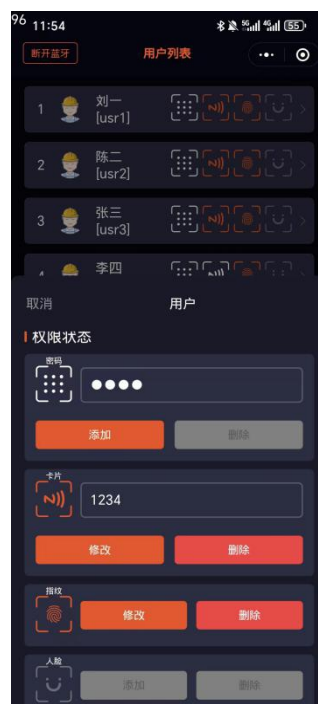 96 11:54 5G 4G 55
断开蓝牙 用户列表
1 刘一
[usr1]
2 陈二
[usr2]
3 张三
[usr3]
4 李四
取消 用户
权限状态
密码
●●●●
添加 删除
卡片
1234
修改 删除
指纹
修改 删除
人脸
添加 删除